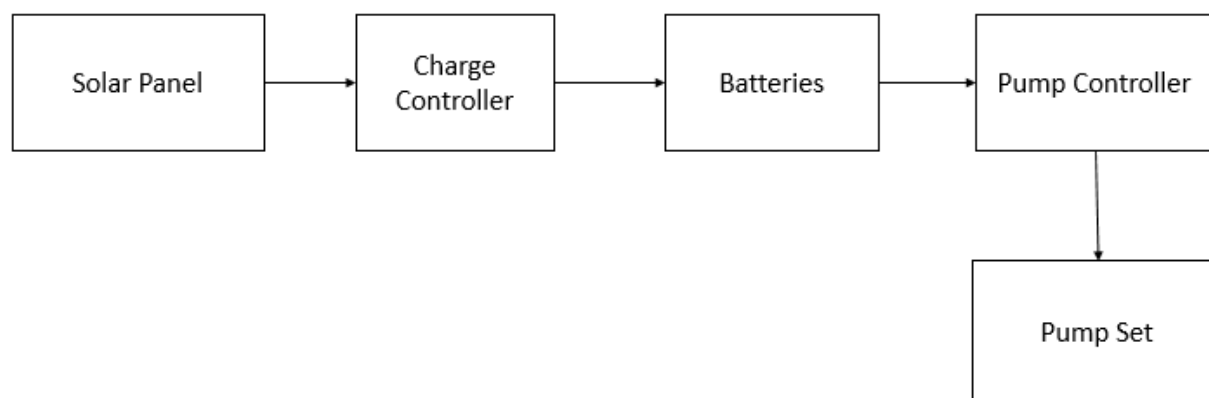 Solar Panel
Charge
Controller
Batteries
Pump Controller
Pump Set